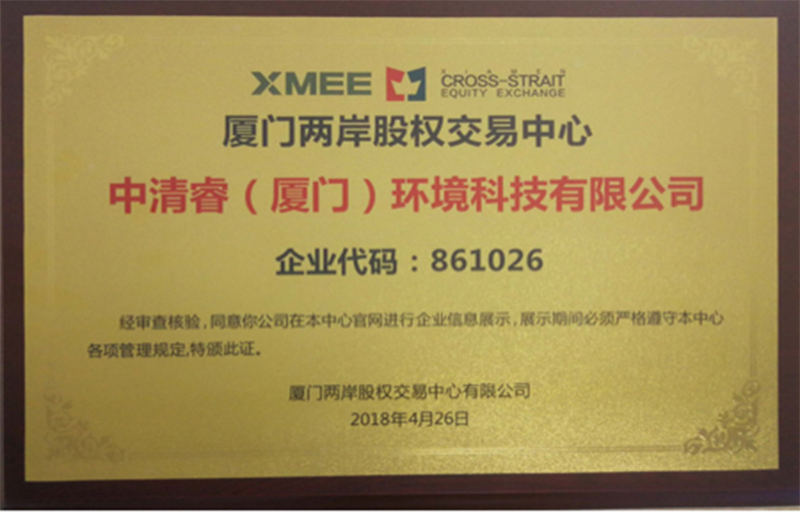 XMEE
XIAMEN
CROSS-STRAIT
EQUITY EXCHANGE
厦门两岸股权交易中心
中清睿（厦门）环境科技有限公司
企业代码：861026
经审查核验,同意你公司在本中心官网进行企业信息展示,展示期间必须严格遵守本中心
各项管理规定,特颁此证。
厦门两岸股权交易中心有限公司
2018年4月26日